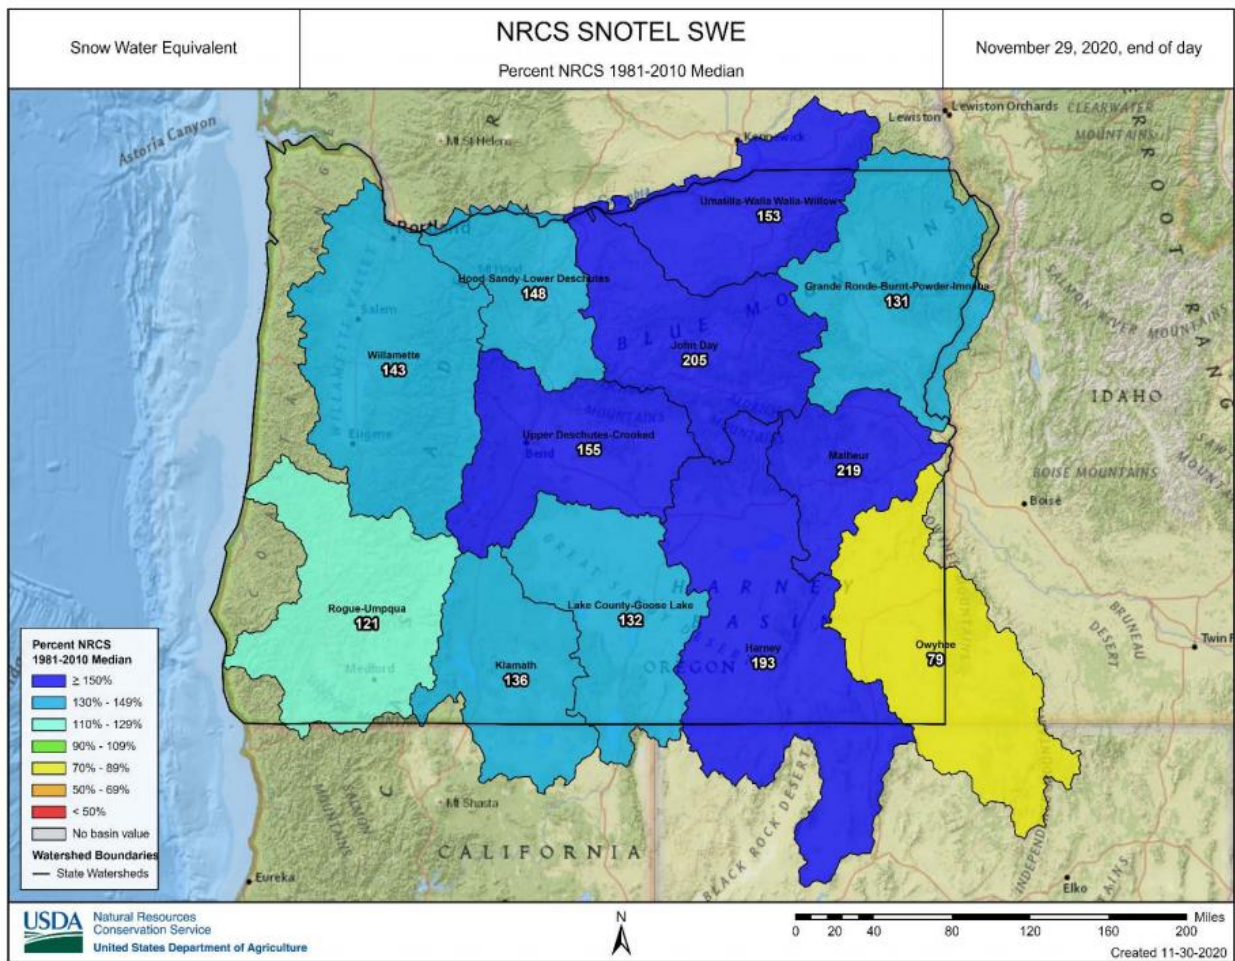 Snow Water Equivalent
NRCS SNOTEL SWE
Percent NRCS 1981-2010 Median
November 29, 2020, end of day
Astoria Canyon
Mt St Helens
Kennewick
Lewiston Orchards
Lewiston
CLEARWATER
MOUNTAINS
Umatilla-Walla Walla-Willow
153
Portland
Hood-Sandy-Lower Deschutes
148
Grande Ronde-Burnt-Powder-Imnaha
131
SALMON RIVER MOUNTAINS
Salem
WILLAMETTE VALLEY
Willamette
143
BLUE MOUNTAINS
John Day
205
IDAHO
Eugene
Upper Deschutes-Crooked
155
Bend
MOUNTAINS
Malheur
219
BOISE MOUNTAINS
Boise
GREAT SANDY DESERT
HARNEY
BASIN
Rogue-Umpqua
121
Lake County-Goose Lake
132
OREGON
Harney
193
Owyhee
79
BRUNEAU
DESERT
Twin F
Medford
Klamath
136
Percent NRCS
1981-2010 Median
≥ 150%
130% - 149%
110% - 129%
90% - 109%
70% - 89%
50% - 69%
< 50%
No basin value
Watershed Boundaries
State Watersheds
Mt Shasta
CALIFORNIA
BLACK ROCK DESERT
Eureka
Elko
USDA
Natural Resources
Conservation Service
United States Department of Agriculture
N
Miles
0 20 40 80 120 160 200
Created 11-30-2020